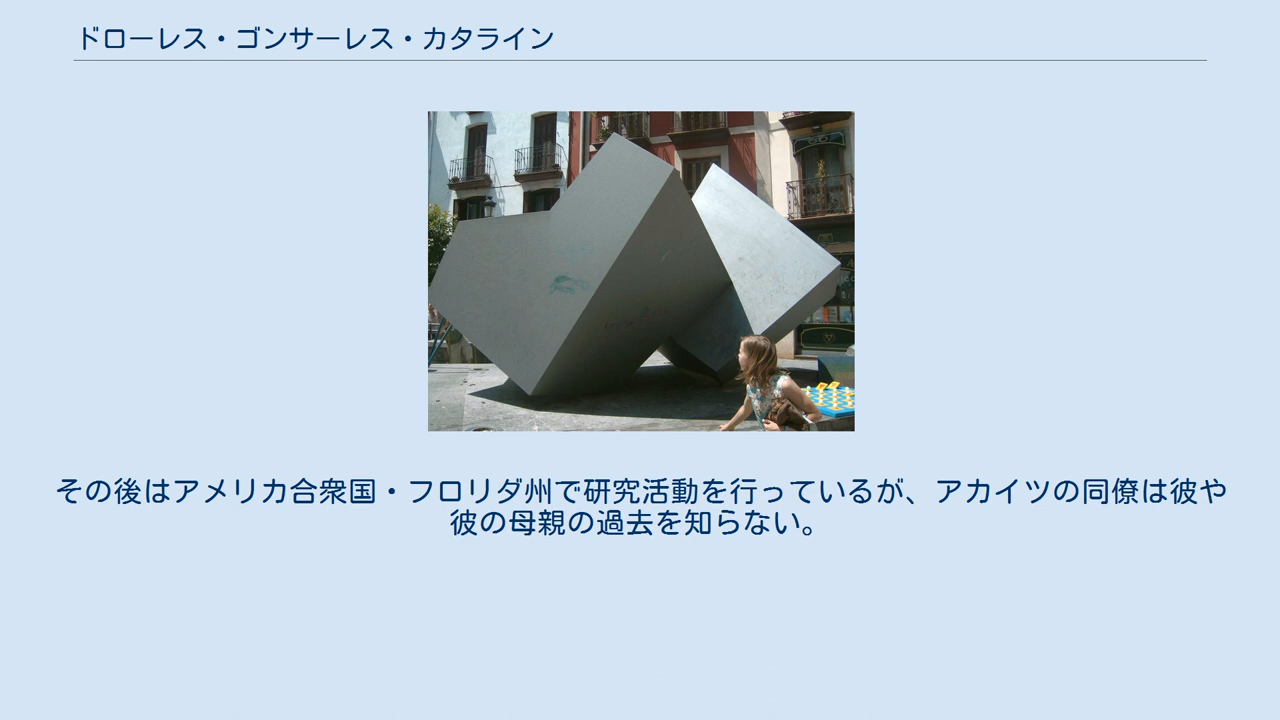 ドローレス・ゴンサーレス・カタライン
その後はアメリカ合衆国・フロリダ州で研究活動を行っているが、アカイツの同僚は彼や
彼の母親の過去を知らない。